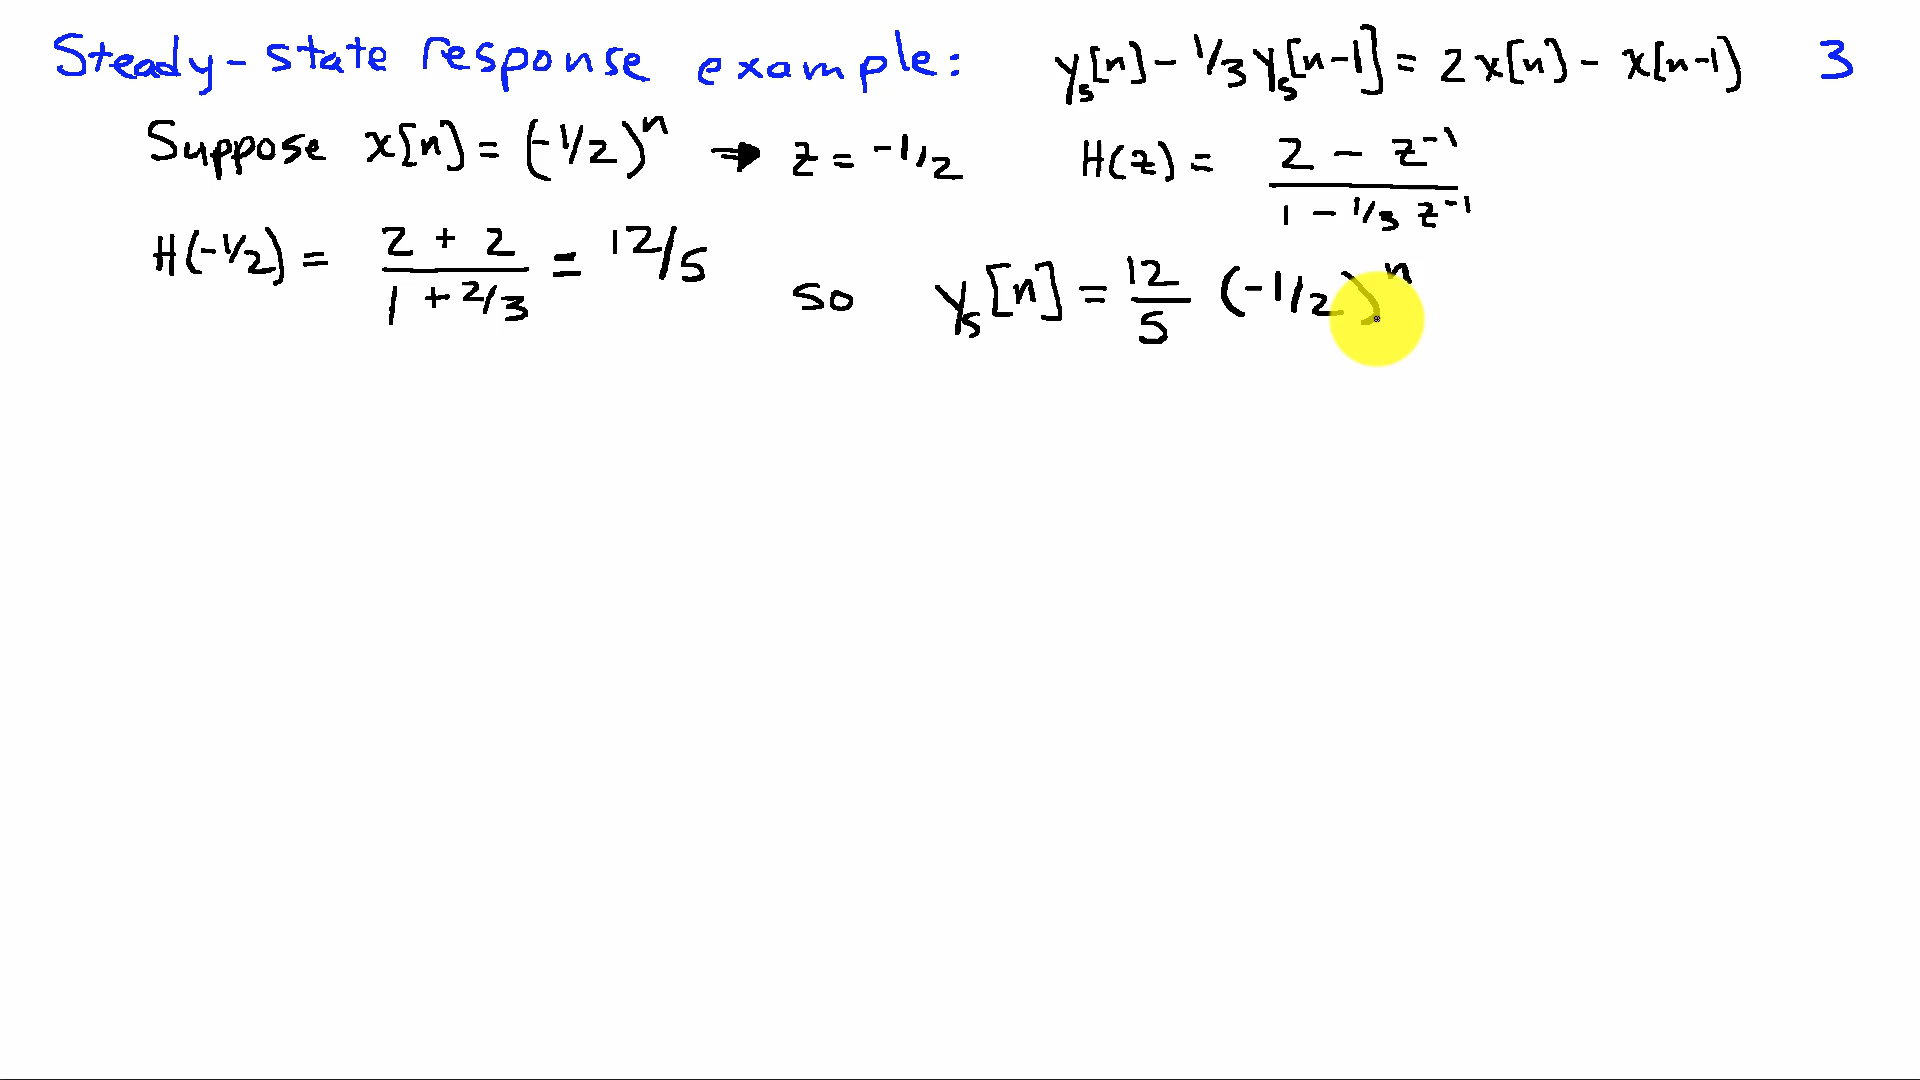 Steady-state response example: y_s[n] - 1/3 y_s[n-1] = 2x[n] - x[n-1] 3
Suppose x[n] = (-1/2)^n → z = -1/2 H(z) = (2 - z^-1)/(1 - 1/3 z^-1)
H(-1/2) = (2 + 2)/(1 + 2/3) = 12/5 so y_s[n] = 12/5 (-1/2)^n